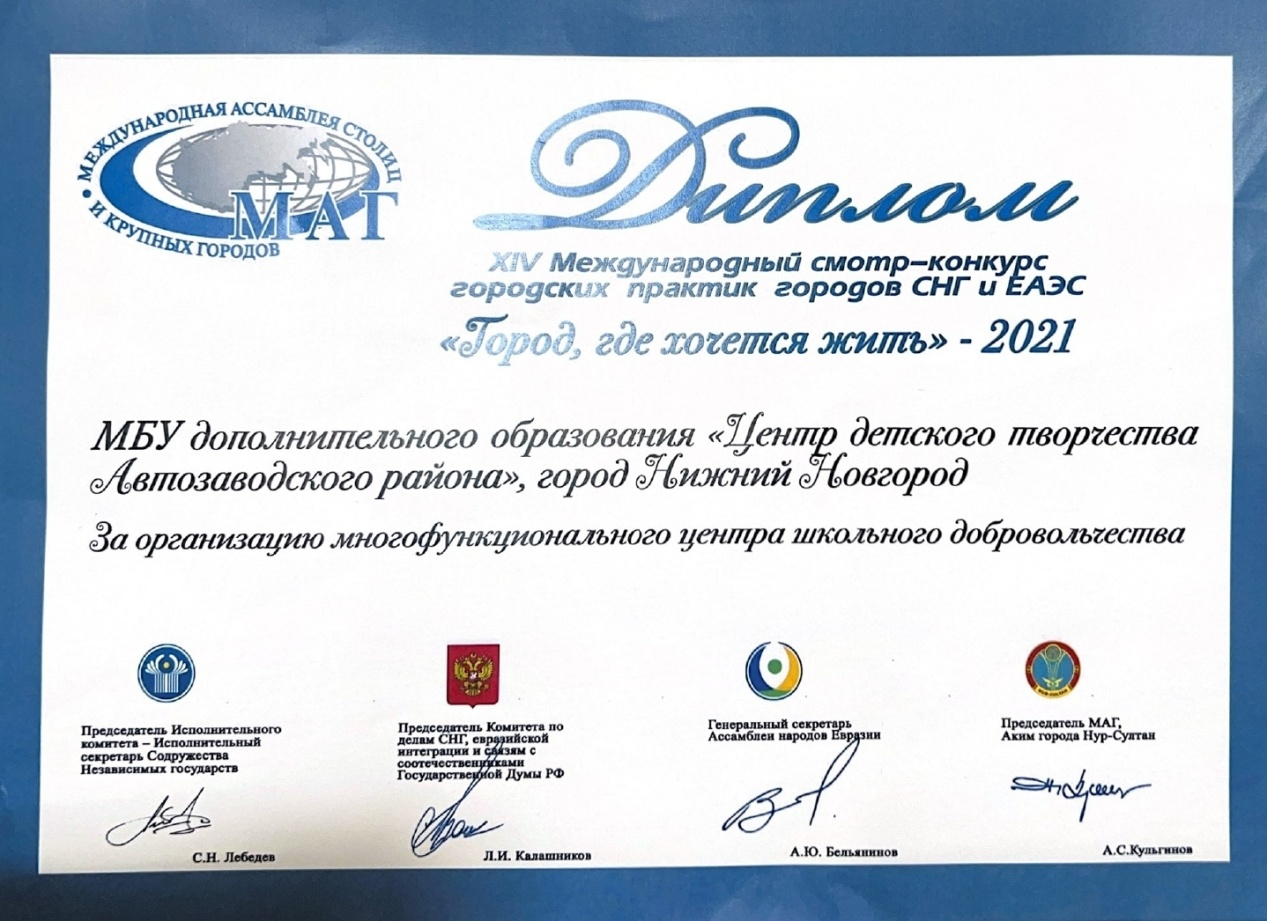 МЕЖДУНАРОДНАЯ АССАМБЛЕЯ СТОЛИЦ
И КРУПНЫХ ГОРОДОВ
МАГ
Диплом
XIV Международный смотр-конкурс
городских практик городов СНГ и ЕАЭС
«Город, где хочется жить» - 2021
МБУ дополнительного образования «Центр детского творчества
Автозаводского района», город Нижний Новгород
За организацию многофункционального центра школьного добровольчества
Председатель Исполнительного
комитета – Исполнительный
секретарь Содружества
Независимых государств
С.Н. Лебедев
Председатель Комитета по
делам СНГ, евразийской
интеграции и связям с
соотечественниками
Государственной Думы РФ
Л.И. Калашников
Генеральный секретарь
Ассамблеи народов Евразии
А.Ю. Бельянинов
Председатель МАГ,
Аким города Нур-Султан
А.С.Кульгинов